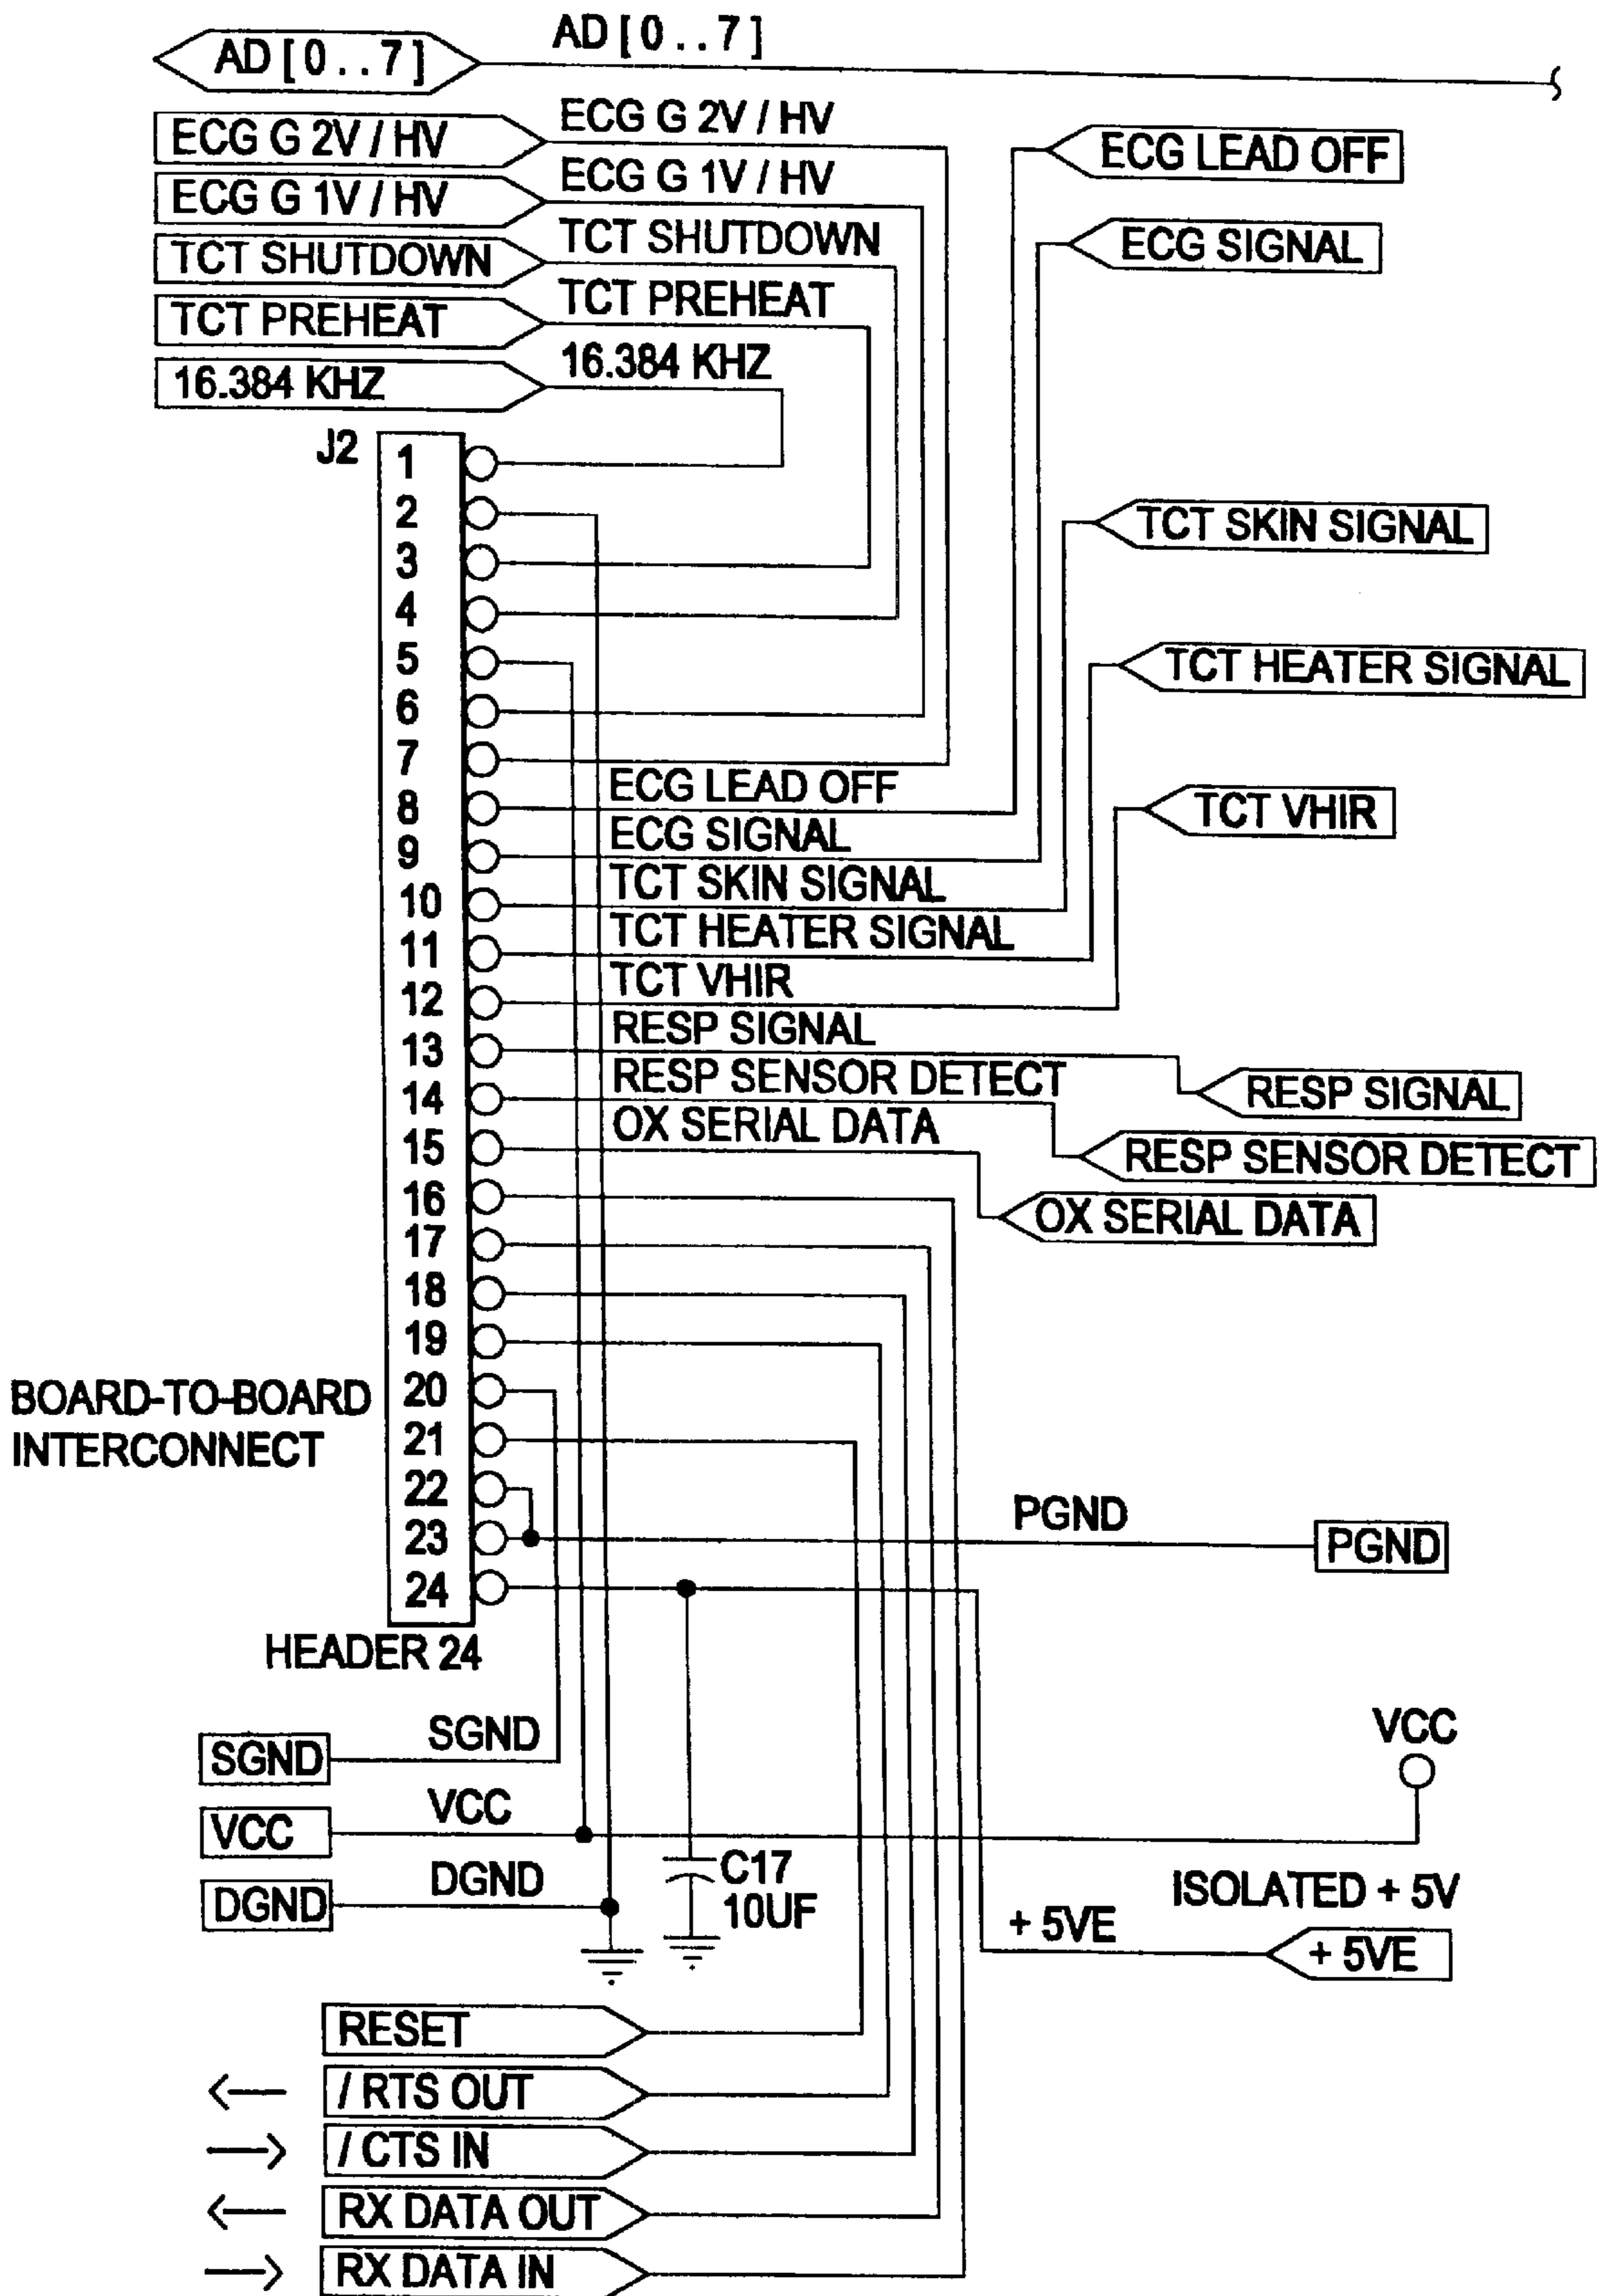 AD [ 0 . . 7 ] AD [ 0 . . 7 ]
ECG G 2V / HV ECG G 2V / HV
ECG LEAD OFF
ECG G 1V / HV ECG G 1V / HV
TCT SHUTDOWN TCT SHUTDOWN
ECG SIGNAL
TCT PREHEAT TCT PREHEAT
16.384 KHZ 16.384 KHZ
J2
1
2
TCT SKIN SIGNAL
3
4
5
TCT HEATER SIGNAL
6
7
ECG LEAD OFF
8
TCT VHIR
ECG SIGNAL
9
TCT SKIN SIGNAL
10
TCT HEATER SIGNAL
11
TCT VHIR
12
RESP SIGNAL
13
RESP SENSOR DETECT
RESP SIGNAL
14
OX SERIAL DATA
15
RESP SENSOR DETECT
16
OX SERIAL DATA
17
18
19
20
BOARD-TO-BOARD
INTERCONNECT
21
22
PGND
23
PGND
24
HEADER 24
SGND SGND
VCC
VCC VCC
C17
10UF
DGND DGND
ISOLATED + 5V
+ 5VE
+ 5VE
RESET
/ RTS OUT
/ CTS IN
RX DATA OUT
RX DATA IN